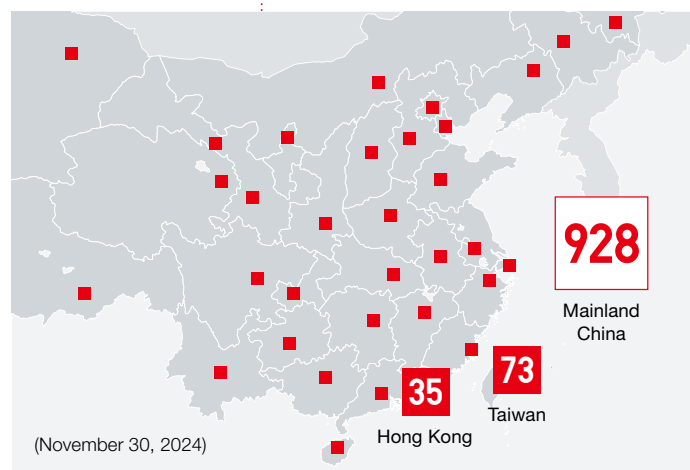 928
Mainland
China
73
Taiwan
35
Hong Kong
(November 30, 2024)